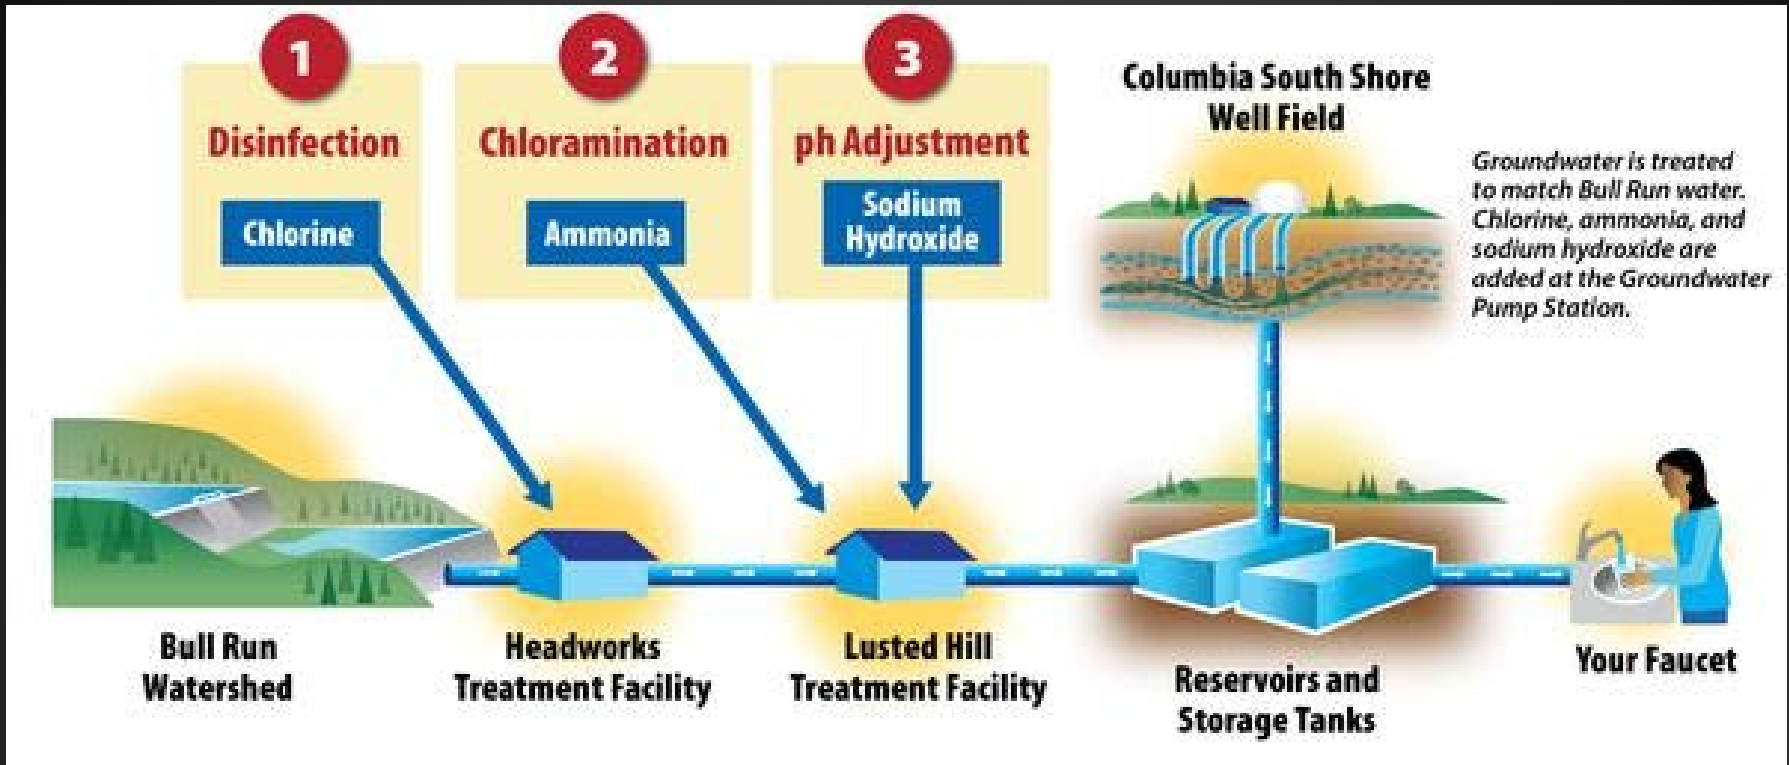 1
Disinfection
Chlorine
2
Chloramination
Ammonia
3
ph Adjustment
Sodium
Hydroxide
Columbia South Shore
Well Field
Groundwater is treated
to match Bull Run water.
Chlorine, ammonia, and
sodium hydroxide are
added at the Groundwater
Pump Station.
Bull Run
Watershed
Headworks
Treatment Facility
Lusted Hill
Treatment Facility
Reservoirs and
Storage Tanks
Your Faucet